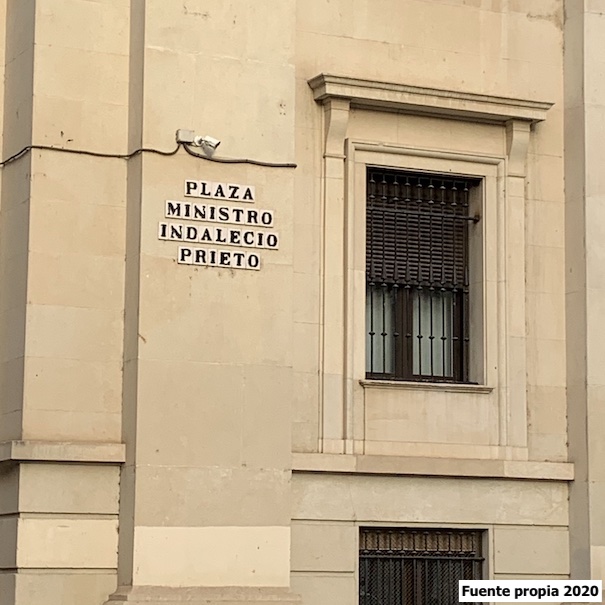 PLAZA
MINISTRO
INDALECIO
PRIETO
Fuente propia 2020